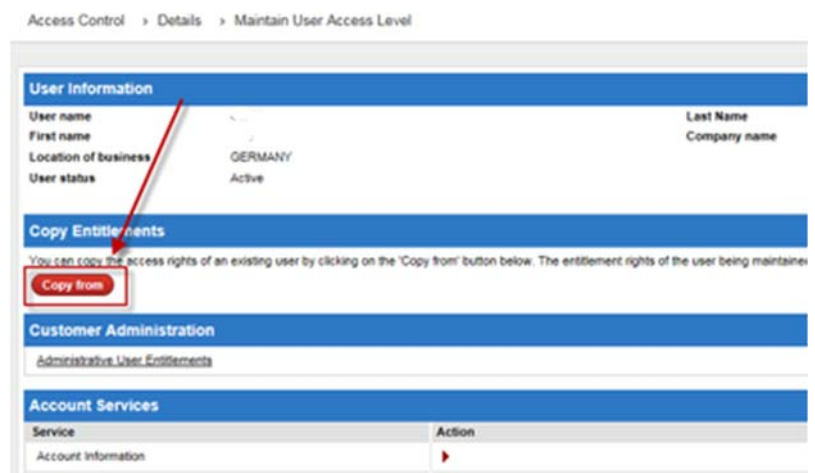 Access Control > Details > Maintain User Access Level
User Information
User name Last Name
First name Company name
Location of business GERMANY
User status Active
Copy Entitlements
You can copy the access rights of an existing user by clicking on the 'Copy from' button below. The entitlement rights of the user being maintained
Copy from
Customer Administration
Administrative User Entitlements
Account Services
Service Action
Account Information